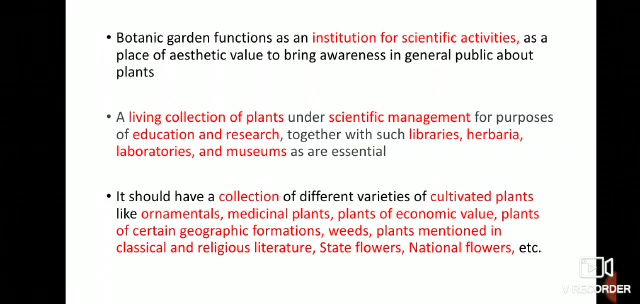 • Botanic garden functions as an institution for scientific activities, as a
place of aesthetic value to bring awareness in general public about
plants
• A living collection of plants under scientific management for purposes
of education and research, together with such libraries, herbaria,
laboratories, and museums as are essential
• It should have a collection of different varieties of cultivated plants
like ornamentals, medicinal plants, plants of economic value, plants
of certain geographic formations, weeds, plants mentioned in
classical and religious literature, State flowers, National flowers, etc.
V RECORDER